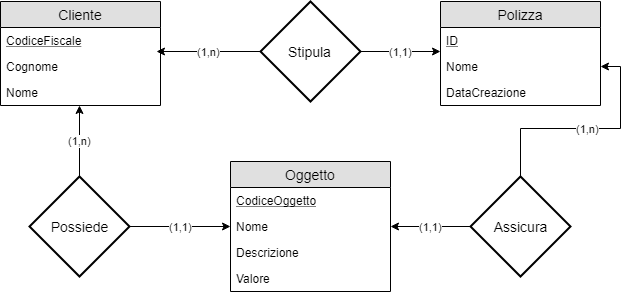 Cliente
CodiceFiscale
Cognome
Nome
(1,n)
Stipula
(1,1)
Polizza
ID
Nome
DataCreazione
(1,n)
(1,n)
Possiede
(1,1)
Oggetto
CodiceOggetto
Nome
Descrizione
Valore
(1,1)
Assicura